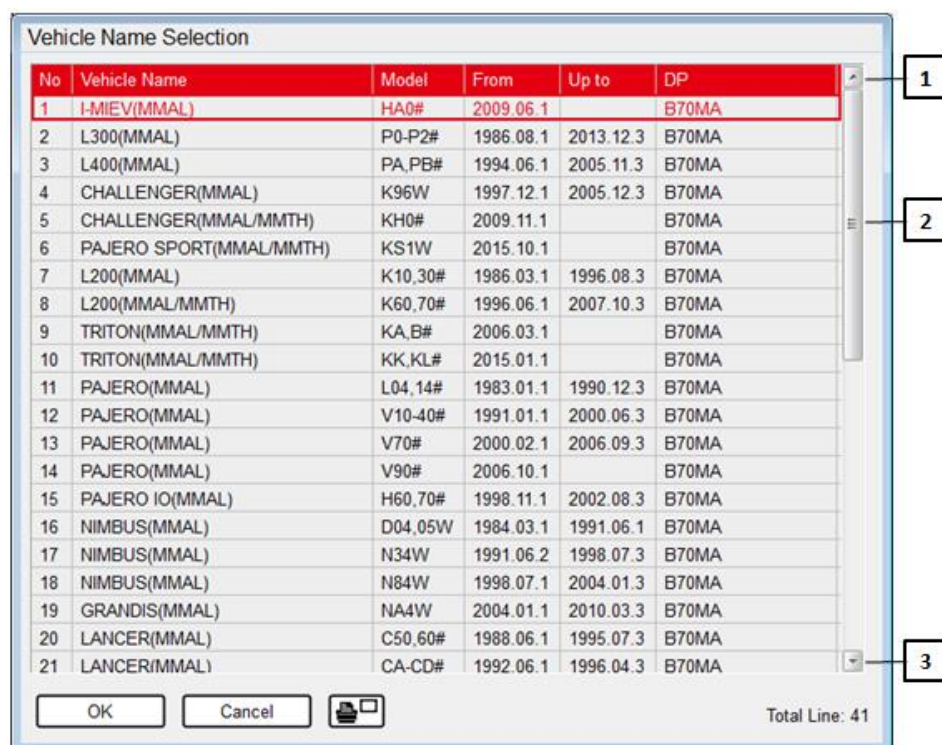 Vehicle Name Selection
No Vehicle Name Model From Up to DP
1 I-MIEV(MMAL) HA0# 2009.06.1 B70MA
2 L300(MMAL) P0-P2# 1986.08.1 2013.12.3 B70MA
3 L400(MMAL) PA,PB# 1994.06.1 2005.11.3 B70MA
4 CHALLENGER(MMAL) K96W 1997.12.1 2005.12.3 B70MA
5 CHALLENGER(MMAL/MMTH) KH0# 2009.11.1 B70MA
6 PAJERO SPORT(MMAL/MMTH) KS1W 2015.10.1 B70MA
7 L200(MMAL) K10,30# 1986.03.1 1996.08.3 B70MA
8 L200(MMAL/MMTH) K60,70# 1996.06.1 2007.10.3 B70MA
9 TRITON(MMAL/MMTH) KA,B# 2006.03.1 B70MA
10 TRITON(MMAL/MMTH) KK,KL# 2015.01.1 B70MA
11 PAJERO(MMAL) L04,14# 1983.01.1 1990.12.3 B70MA
12 PAJERO(MMAL) V10-40# 1991.01.1 2000.06.3 B70MA
13 PAJERO(MMAL) V70# 2000.02.1 2006.09.3 B70MA
14 PAJERO(MMAL) V90# 2006.10.1 B70MA
15 PAJERO IO(MMAL) H60,70# 1998.11.1 2002.08.3 B70MA
16 NIMBUS(MMAL) D04,05W 1984.03.1 1991.06.1 B70MA
17 NIMBUS(MMAL) N34W 1991.06.2 1998.07.3 B70MA
18 NIMBUS(MMAL) N84W 1998.07.1 2004.01.3 B70MA
19 GRANDIS(MMAL) NA4W 2004.01.1 2010.03.3 B70MA
20 LANCER(MMAL) C50,60# 1988.06.1 1995.07.3 B70MA
21 LANCER(MMAL) CA-CD# 1992.06.1 1996.04.3 B70MA
OK Cancel Total Line: 41
1
2
3